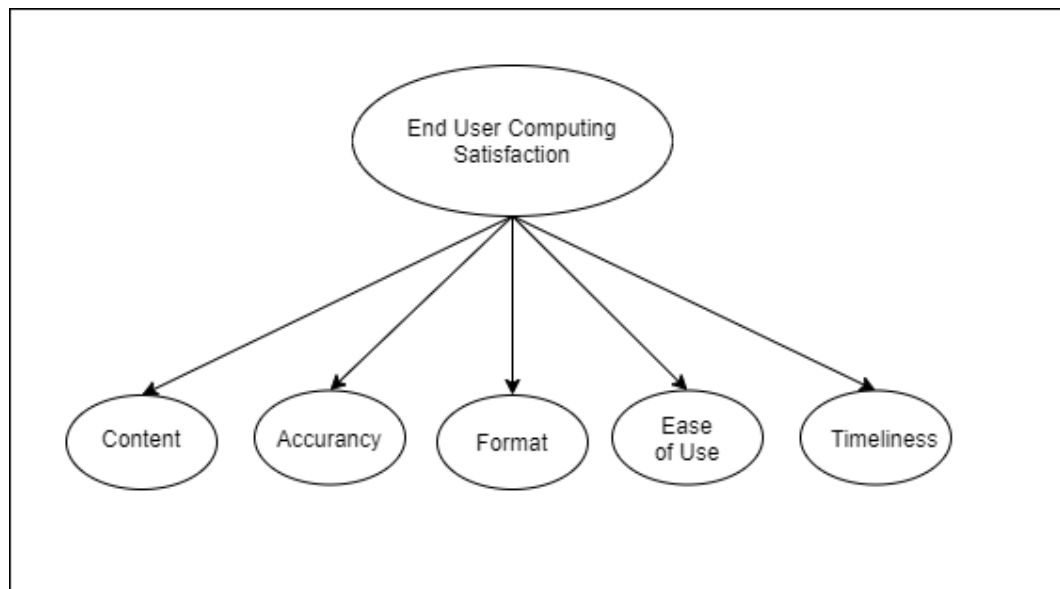 End User Computing
Satisfaction
Content
Accurancy
Format
Ease
of Use
Timeliness